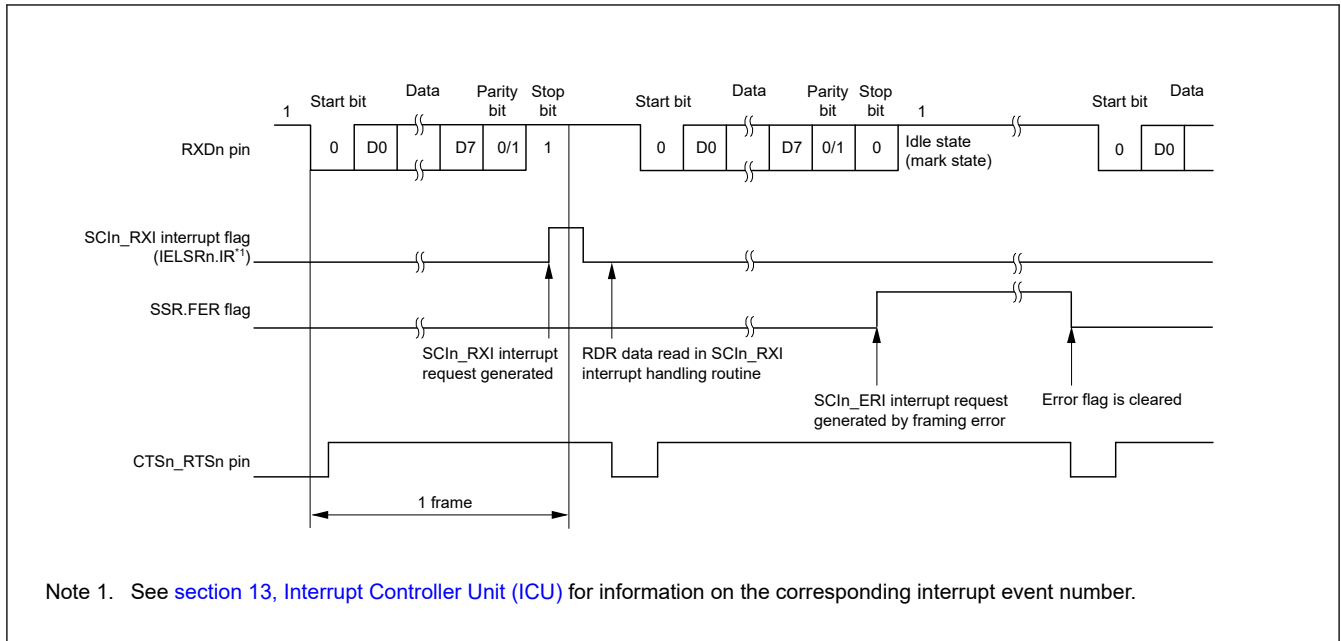 Data
Parity Stop
Data
Parity Stop
Data
1
Start bit
bit
bit
Start bit
bit
bit
1
Start bit
RXDn pin
0
D0
D7
0/1
1
0
D0
D7
0/1
0
Idle state
(mark state)
0
D0
SCIn_RXI interrupt flag
(IELSRn.IR*1)
SSR.FER flag
SCIn_RXI interrupt
request generated
RDR data read in SCIn_RXI
interrupt handling routine
SCIn_ERI interrupt request
generated by framing error
Error flag is cleared
CTSn_RTSn pin
1 frame
Note 1. See section 13, Interrupt Controller Unit (ICU) for information on the corresponding interrupt event number.